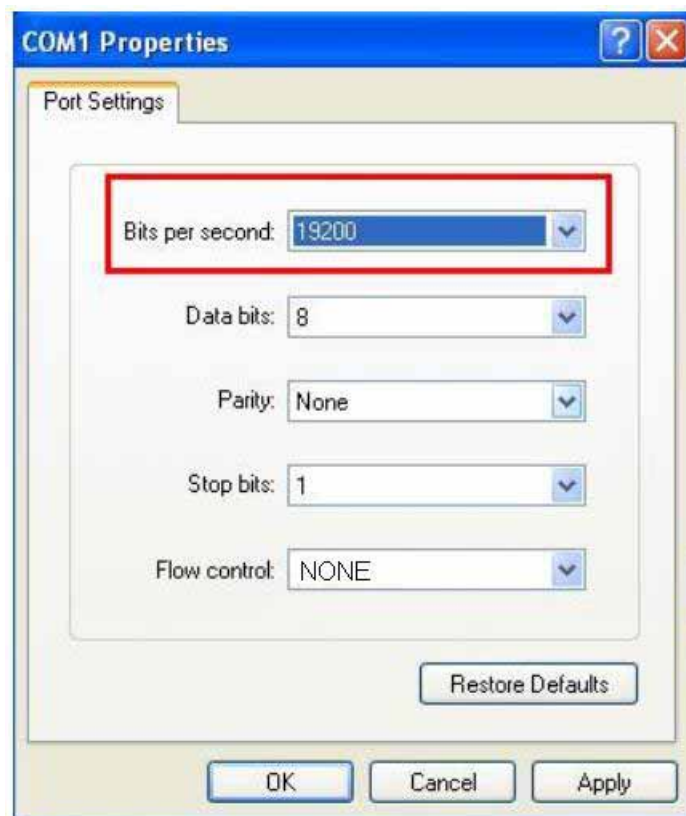 COM1 Properties
Port Settings
Bits per second: 19200
Data bits: 8
Parity: None
Stop bits: 1
Flow control: NONE
Restore Defaults
OK Cancel Apply